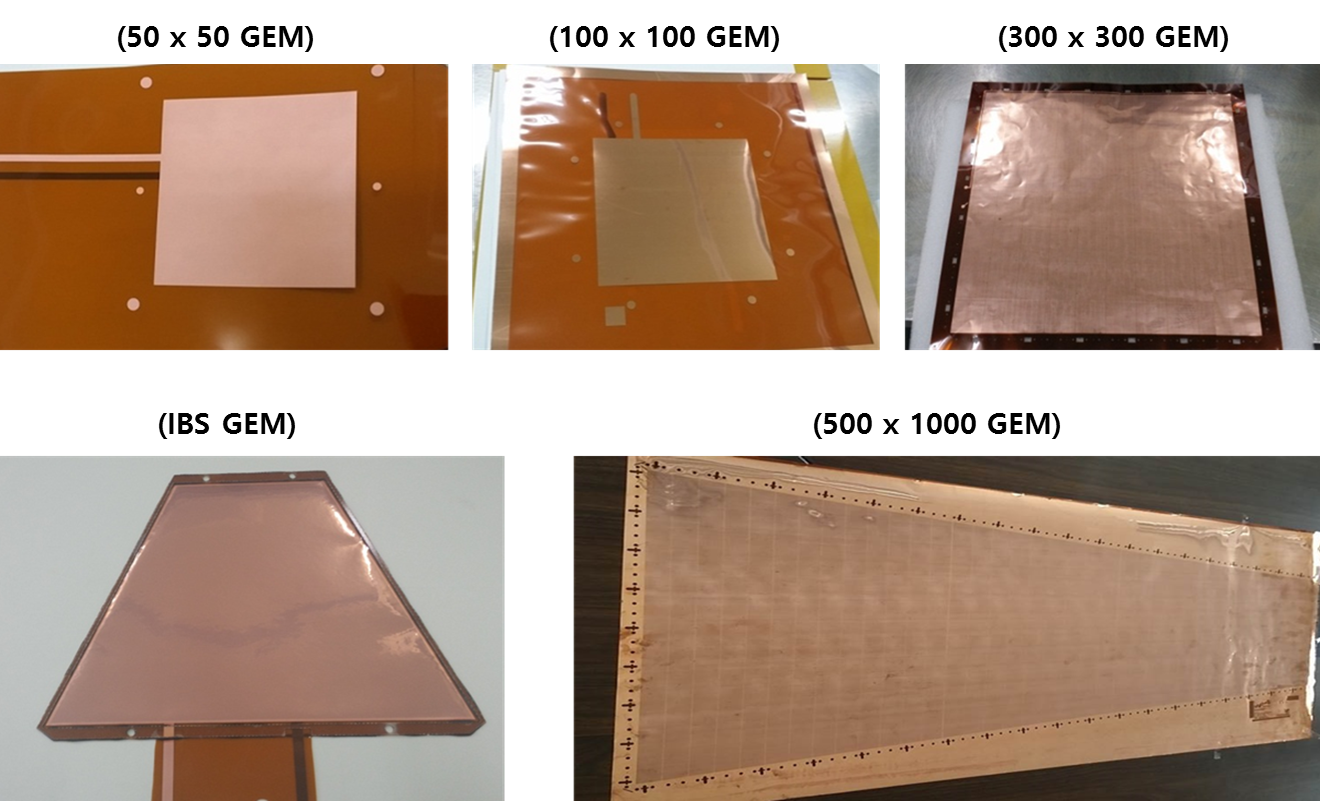 (50 x 50 GEM)
(100 x 100 GEM)
(300 x 300 GEM)
(IBS GEM)
(500 x 1000 GEM)